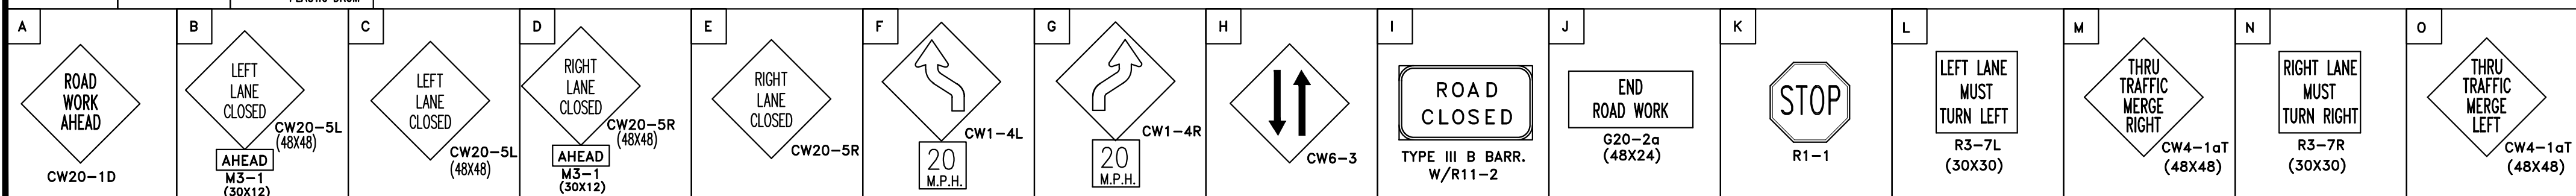 A
ROAD
WORK
AHEAD
CW20-1D
B
LEFT
LANE
CLOSED
CW20-5L
(48X48)
AHEAD
M3-1
(30X12)
C
LEFT
LANE
CLOSED
CW20-5L
(48X48)
D
RIGHT
LANE
CLOSED
CW20-5R
(48X48)
AHEAD
M3-1
(30X12)
E
RIGHT
LANE
CLOSED
CW20-5R
F
CW1-4L
20
M.P.H.
G
CW1-4R
20
M.P.H.
H
CW6-3
I
ROAD
CLOSED
TYPE III B BARR.
W/R11-2
J
END
ROAD WORK
G20-2a
(48X24)
K
STOP
R1-1
L
LEFT LANE
MUST
TURN LEFT
R3-7L
(30X30)
M
THRU
TRAFFIC
MERGE
RIGHT
CW4-1aT
(48X48)
N
RIGHT LANE
MUST
TURN RIGHT
R3-7R
(30X30)
O
THRU
TRAFFIC
MERGE
LEFT
CW4-1aT
(48X48)